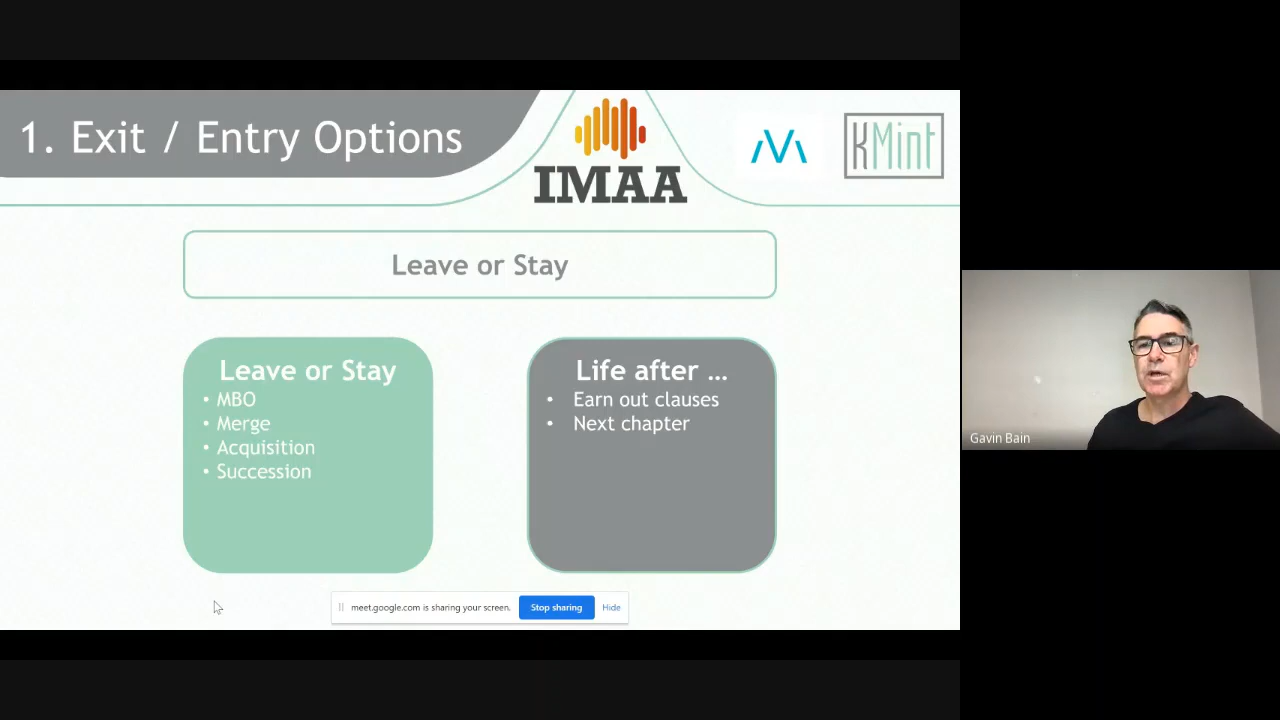 1. Exit / Entry Options
IMAA
KMint
Leave or Stay
Leave or Stay
• MBO
• Merge
• Acquisition
• Succession
Life after ...
• Earn out clauses
• Next chapter
Gavin Bain
meet.google.com is sharing your screen.
Stop sharing
Hide